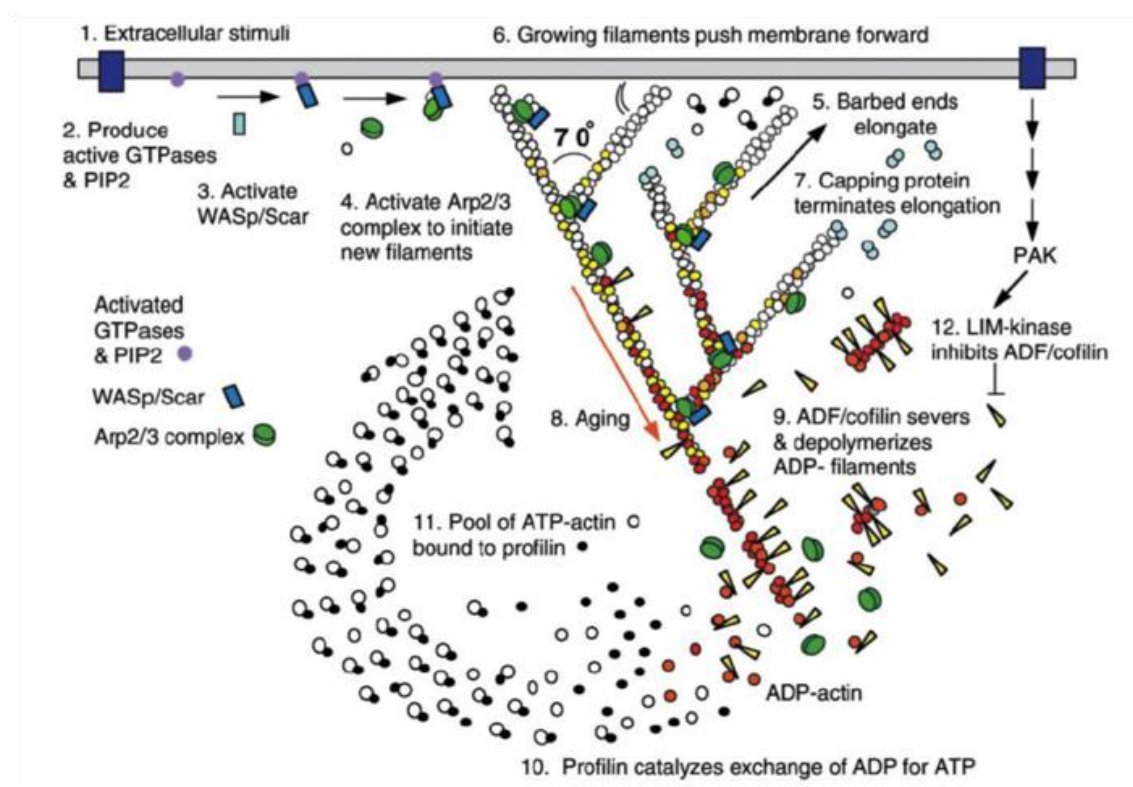 1. Extracellular stimuli
6. Growing filaments push membrane forward
2. Produce
active GTPases
& PIP2
3. Activate
WASp/Scar
4. Activate Arp2/3
complex to initiate
new filaments
70°
5. Barbed ends
elongate
7. Capping protein
terminates elongation
PAK
12. LIM-kinase
inhibits ADF/cofilin
Activated
GTPases
& PIP2
WASp/Scar
Arp2/3 complex
8. Aging
9. ADF/cofilin severs
& depolymerizes
ADP- filaments
11. Pool of ATP-actin
bound to profilin
ADP-actin
10. Profilin catalyzes exchange of ADP for ATP